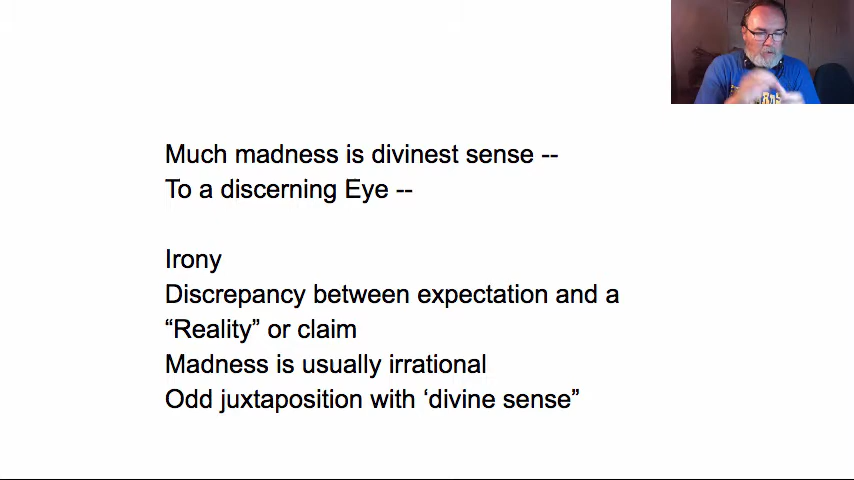 Much madness is divinest sense --
To a discerning Eye --
Irony
Discrepancy between expectation and a
“Reality” or claim
Madness is usually irrational
Odd juxtaposition with ‘divine sense”